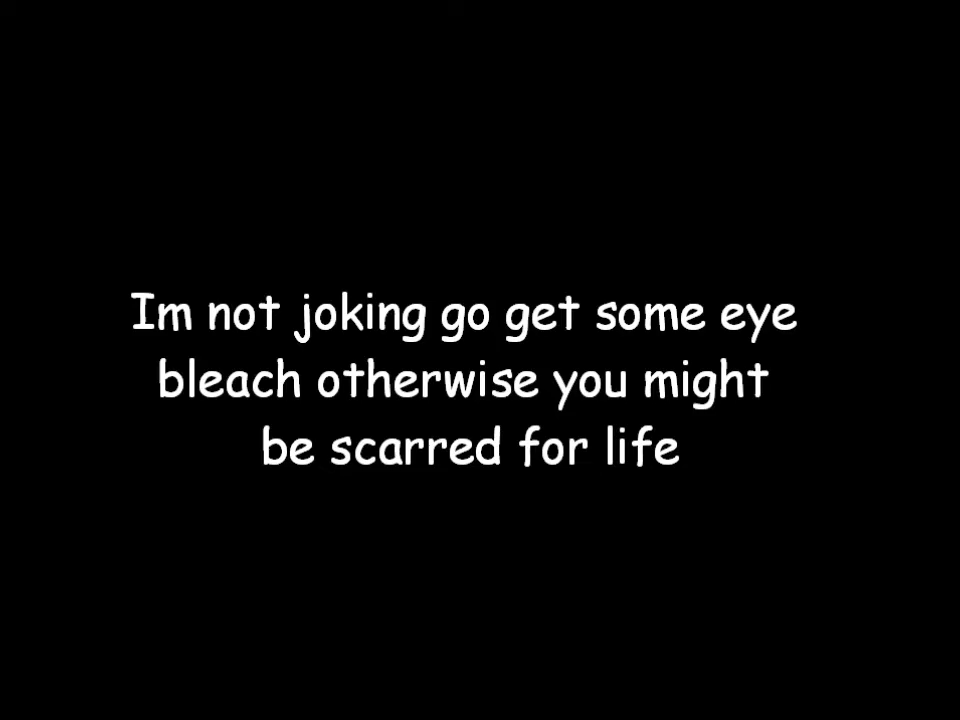 Im not joking go get some eye
bleach otherwise you might
be scarred for life